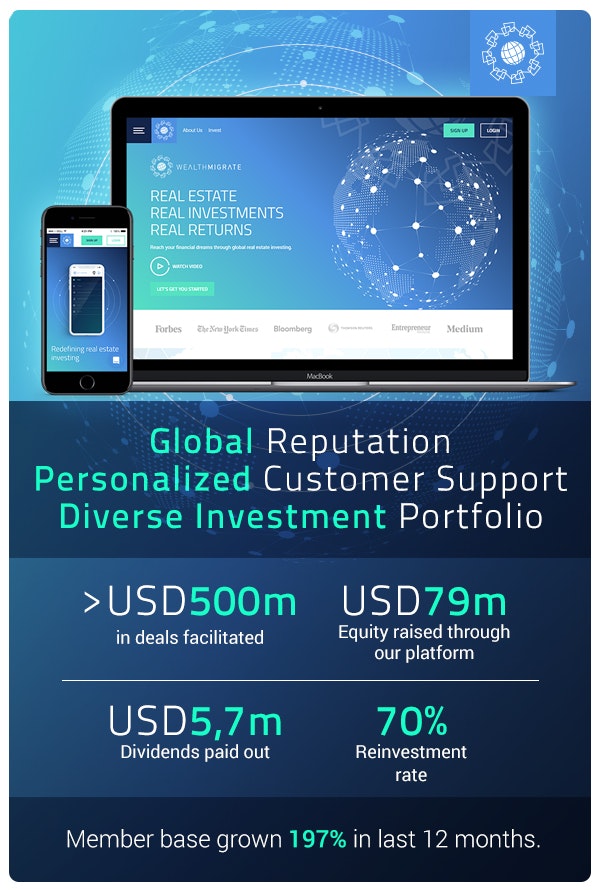 About Us Invest
SIGN UP LOGIN
WEALTHMIGRATE
REAL ESTATE
REAL INVESTMENTS
REAL RETURNS
Reach your financial dreams through global real estate investing.
WATCH VIDEO
LET'S GET YOU STARTED
Forbes The New York Times Bloomberg Entrepreneur Medium
SIGN UP LOGIN
Redefining real estate
investing
MacBook
Global Reputation
Personalized Customer Support
Diverse Investment Portfolio
>USD500m
in deals facilitated
USD79m
Equity raised through
our platform
USD5,7m
Dividends paid out
70%
Reinvestment
rate
Member base grown 197% in last 12 months.